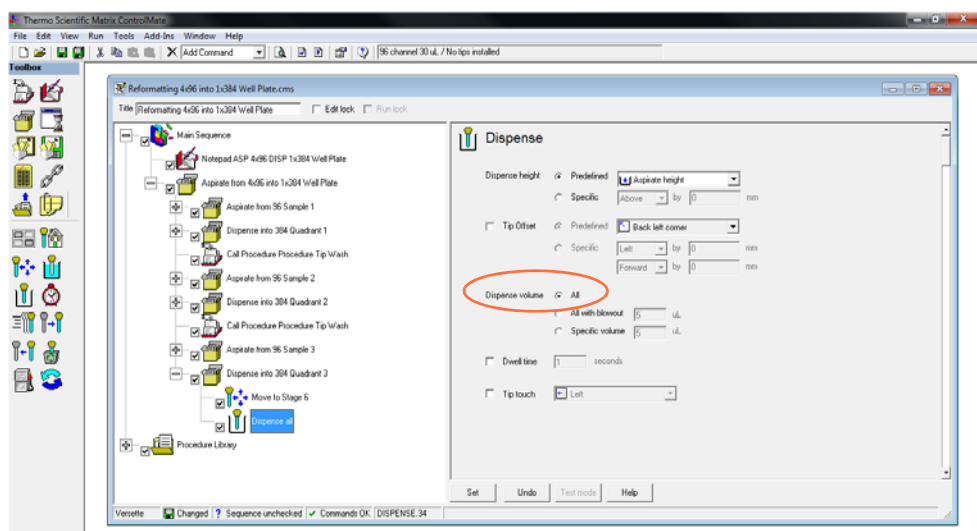 Thermo Scientific Matrix ControlMate
File Edit View Run Tools Add-Ins Window Help
Add Command 96 channel 30 uL / No tips installed
Toolbox
Reformatting 4x96 into 1x384 Well Plate.cms
Title Reformatting 4x96 into 1x384 Well Plate Edit lock Run lock
Main Sequence
Notepad ASP 4x96 DISP 1x384 Well Plate
Aspirate from 4x96 into 1x384 Well Plate
Aspirate from 96 Sample 1
Dispense into 384 Quadrant 1
Call Procedure Procedure Tip Wash
Aspirate from 96 Sample 2
Dispense into 384 Quadrant 2
Call Procedure Procedure Tip Wash
Aspirate from 96 Sample 3
Dispense into 384 Quadrant 3
Move to Stage 6
Dispense all
Procedure Library
Dispense
Dispense height Predefined Aspirate height
Specific Above by 0 mm
Tip Offset Predefined Back left corner
Specific Left by 0 mm
Forward by 0 mm
Dispense volume All
All with blowout 5 uL
Specific volume 5 uL
Dwell time 1 seconds
Tip touch Left
Set Undo Test mode Help
Versette Changed ? Sequence unchecked Commands OK DISPENSE.34